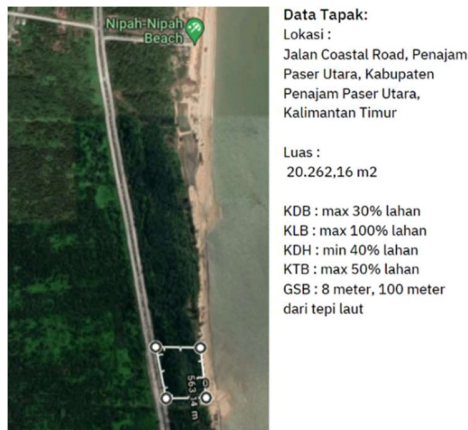 Nipah-Nipah
Beach
563,14 m
Data Tapak:
Lokasi :
Jalan Coastal Road, Penajam
Paser Utara, Kabupaten
Penajam Paser Utara,
Kalimantan Timur
Luas :
20.262,16 m2
KDB : max 30% lahan
KLB : max 100% lahan
KDH : min 40% lahan
KTB : max 50% lahan
GSB : 8 meter, 100 meter
dari tepi laut